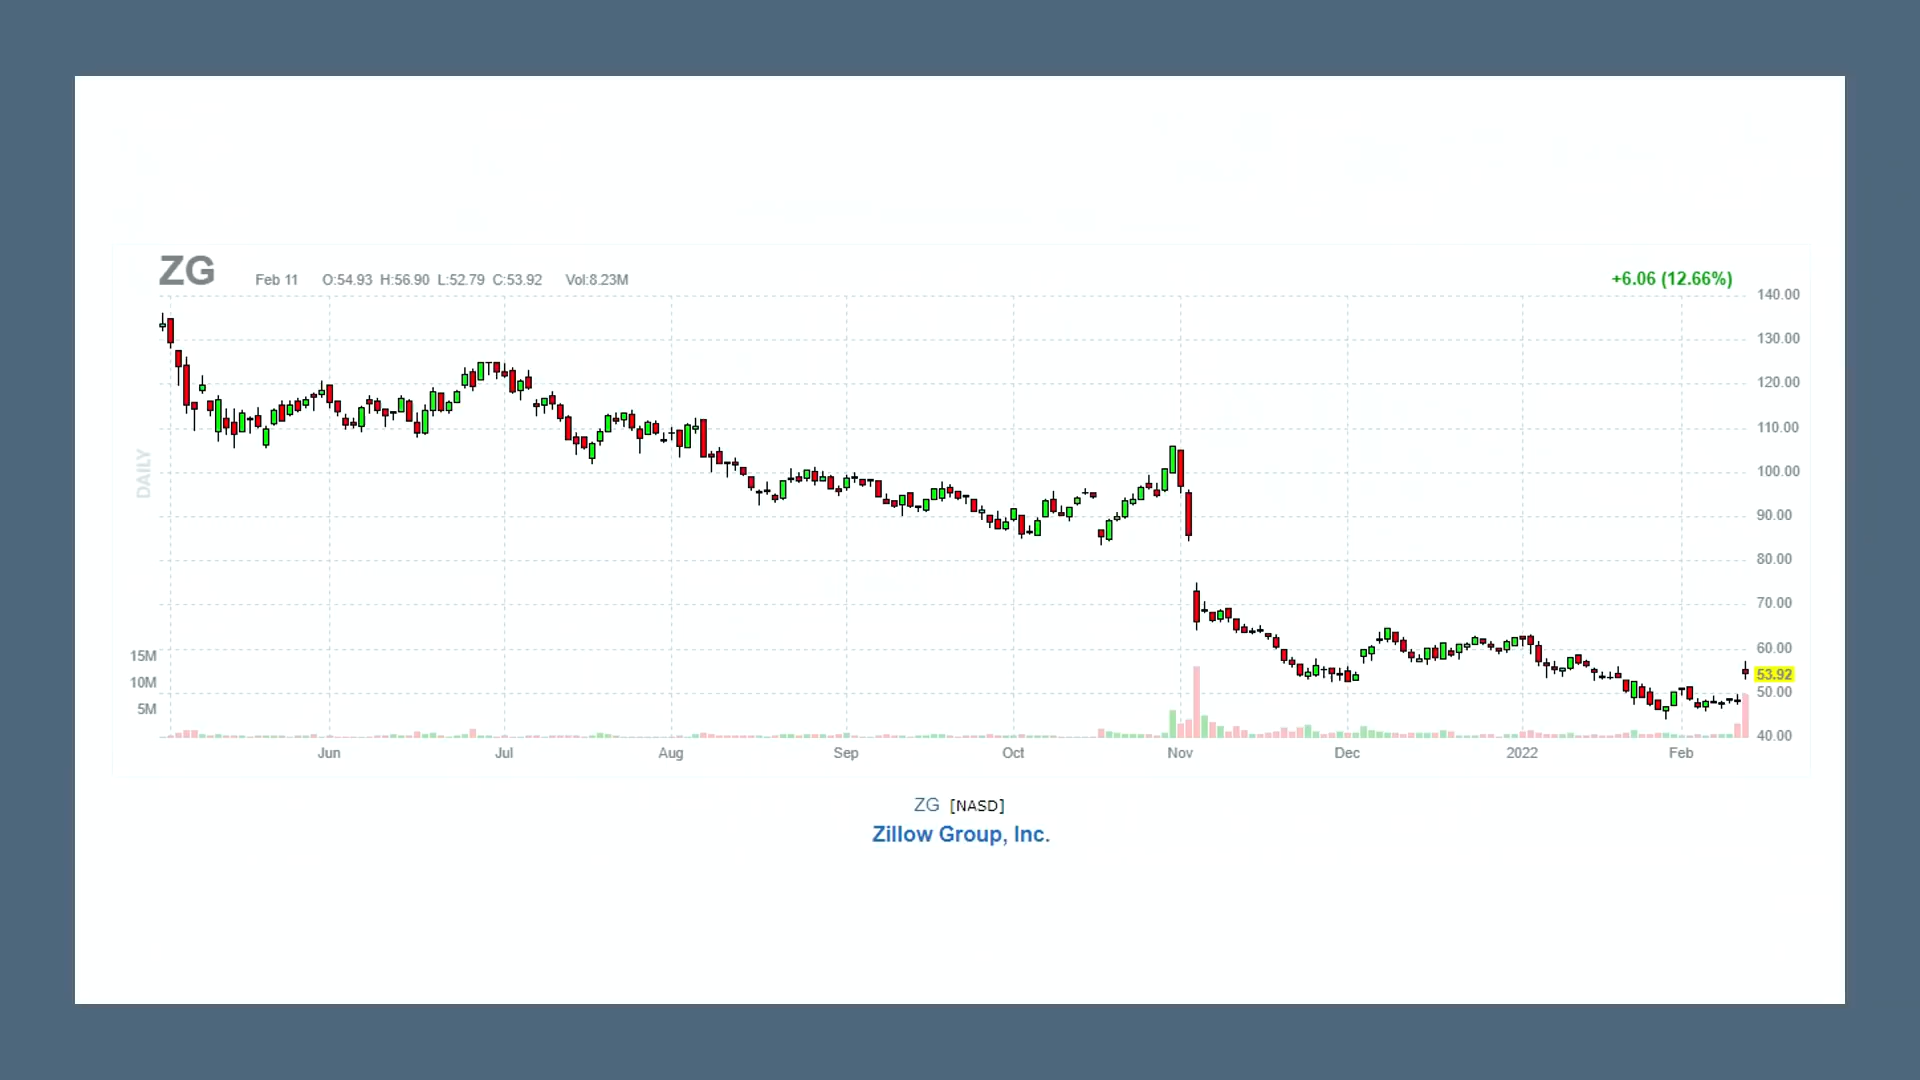 ZG Feb 11 O:54.93 H:56.90 L:52.79 C:53.92 Vol:8.23M +6.06 (12.66%)
140.00
130.00
120.00
110.00
DAILY
100.00
90.00
80.00
70.00
60.00
15M
53.92
10M
50.00
5M
40.00
Jun Jul Aug Sep Oct Nov Dec 2022 Feb
ZG [NASD]
Zillow Group, Inc.